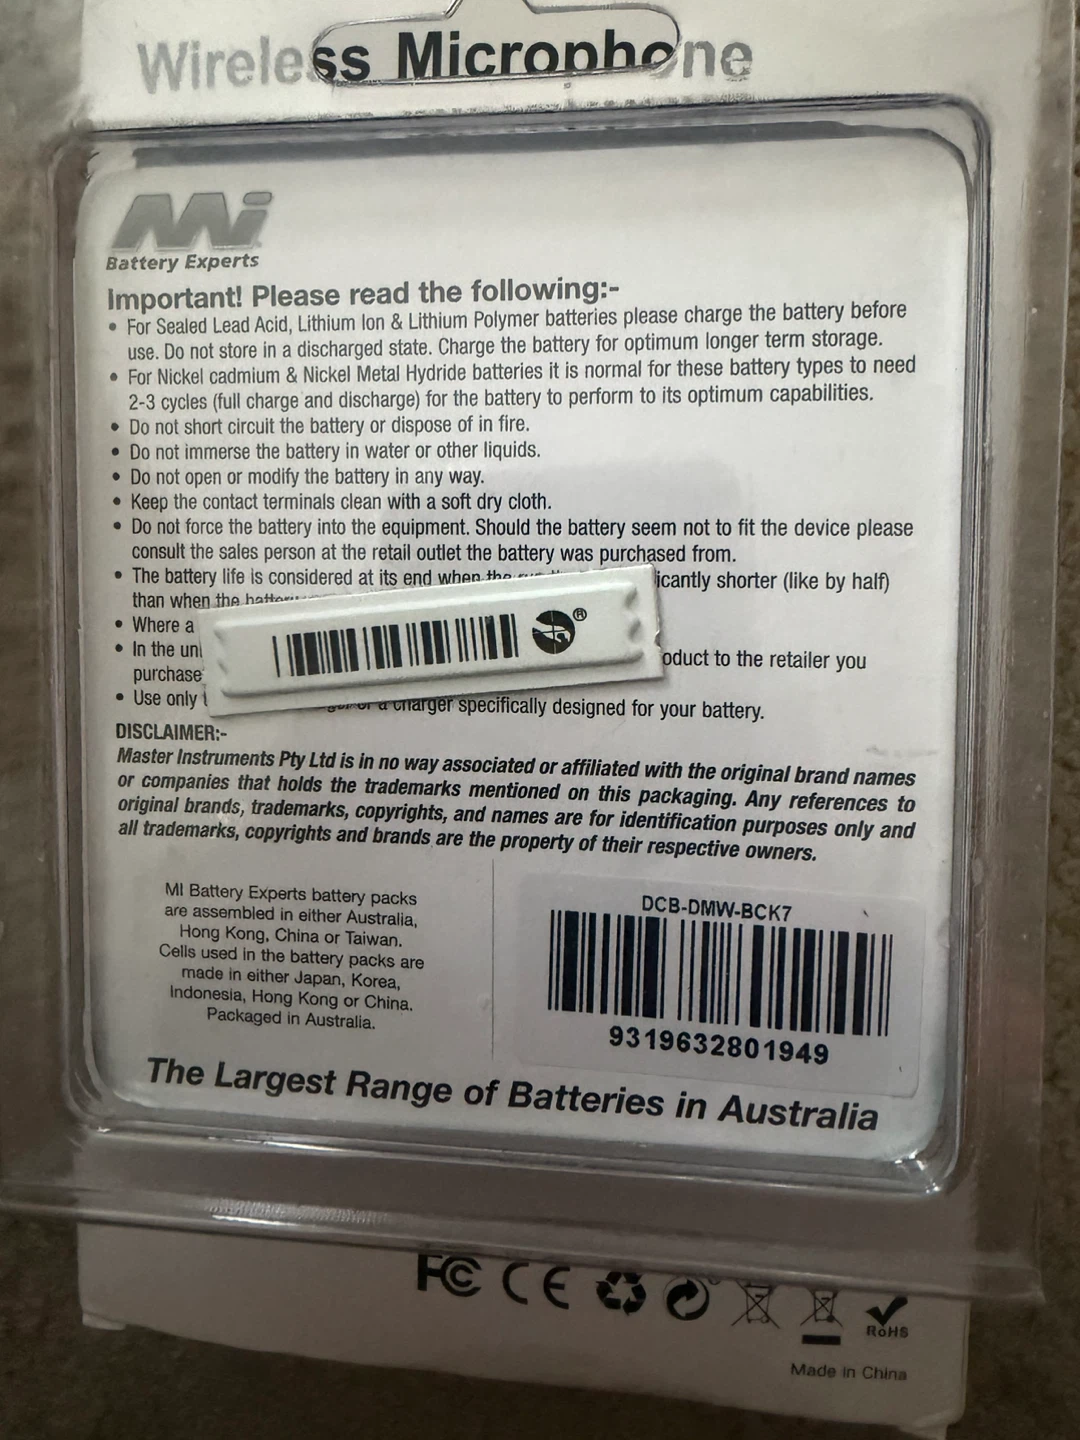 Wireless Microphone
Mi
Battery Experts
Important! Please read the following:-
• For Sealed Lead Acid, Lithium Ion & Lithium Polymer batteries please charge the battery before
use. Do not store in a discharged state. Charge the battery for optimum longer term storage.
• For Nickel cadmium & Nickel Metal Hydride batteries it is normal for these battery types to need
2-3 cycles (full charge and discharge) for the battery to perform to its optimum capabilities.
• Do not short circuit the battery or dispose of in fire.
• Do not immerse the battery in water or other liquids.
• Do not open or modify the battery in any way.
• Keep the contact terminals clean with a soft dry cloth.
• Do not force the battery into the equipment. Should the battery seem not to fit the device please
consult the sales person at the retail outlet the battery was purchased from.
• The battery life is considered at its end when the icantly shorter (like by half)
than when the
• Where a
• In the oduct to the retailer you
purchase
• Use only a charger specifically designed for your battery.
®
DISCLAIMER:-
Master Instruments Pty Ltd is in no way associated or affiliated with the original brand names
or companies that holds the trademarks mentioned on this packaging. Any references to
original brands, trademarks, copyrights, and names are for identification purposes only and
all trademarks, copyrights and brands are the property of their respective owners.
MI Battery Experts battery packs
are assembled in either Australia,
Hong Kong, China or Taiwan.
Cells used in the battery packs are
made in either Japan, Korea,
Indonesia, Hong Kong or China.
Packaged in Australia.
DCB-DMW-BCK7
9319632801949
The Largest Range of Batteries in Australia
FC CE
RoHS
Made in China